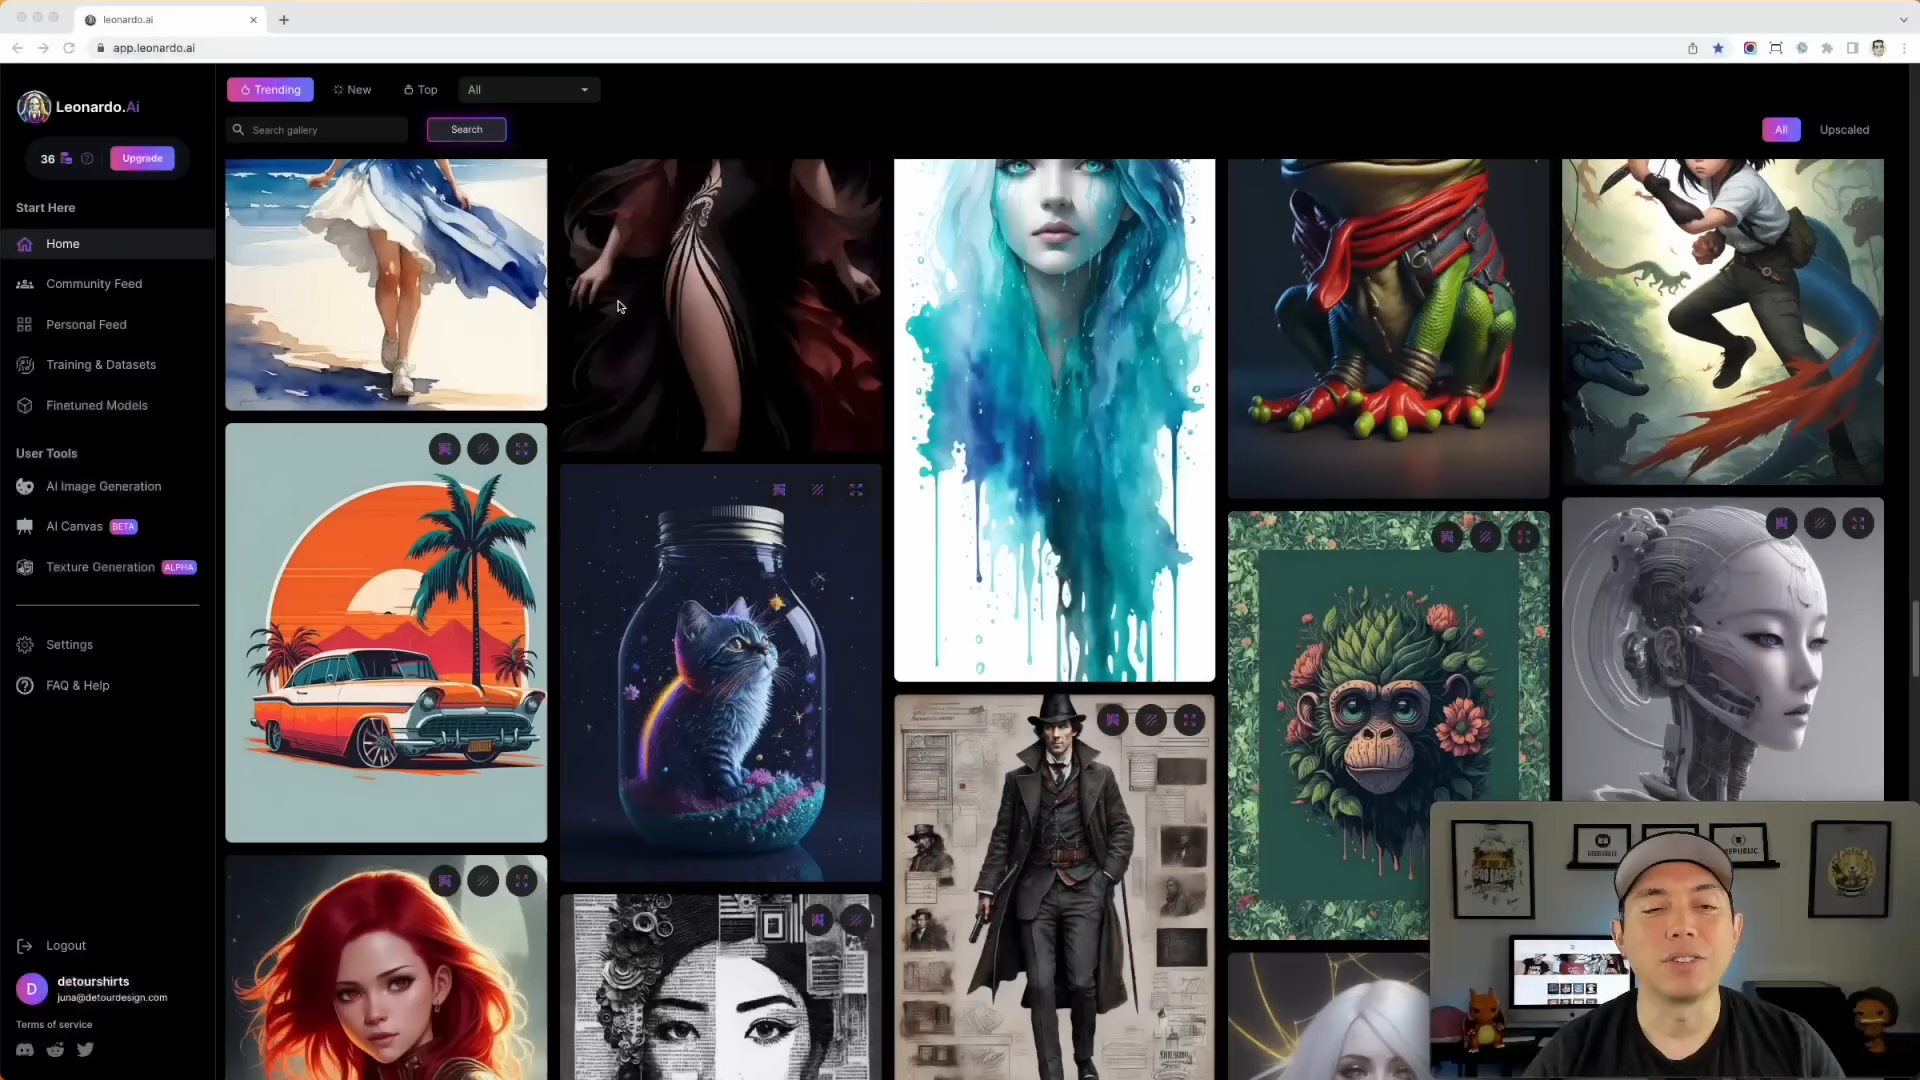 leonardo.ai
app.leonardo.ai
Leonardo.Ai
36
Upgrade
Start Here
Home
Community Feed
Personal Feed
Training & Datasets
Finetuned Models
User Tools
AI Image Generation
AI Canvas BETA
Texture Generation ALPHA
Settings
FAQ & Help
Logout
D
detourshirts
juna@detourdesign.com
Terms of service
Trending
New
Top
All
Search gallery
Search
All
Upscaled